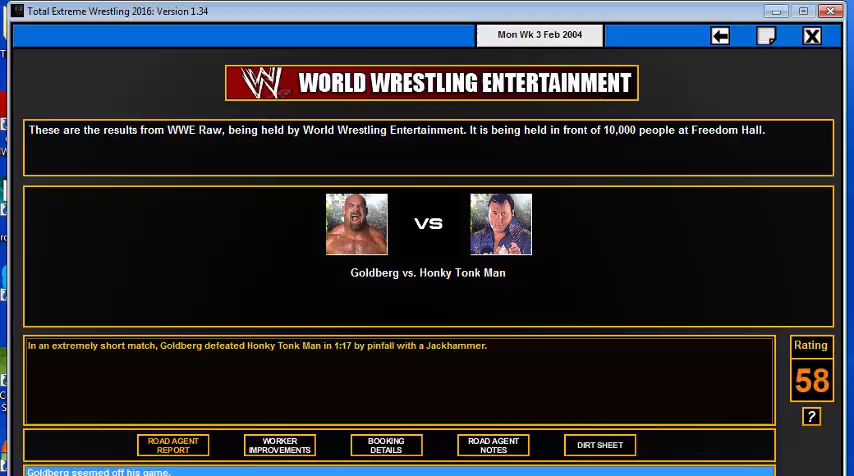 Total Extreme Wrestling 2016: Version 1.34
Mon Wk 3 Feb 2004
W WORLD WRESTLING ENTERTAINMENT
These are the results from WWE Raw, being held by World Wrestling Entertainment. It is being held in front of 10,000 people at Freedom Hall.
VS
Goldberg vs. Honky Tonk Man
In an extremely short match, Goldberg defeated Honky Tonk Man in 1:17 by pinfall with a Jackhammer.
Rating
58
?
ROAD AGENT
REPORT
WORKER
IMPROVEMENTS
BOOKING
DETAILS
ROAD AGENT
NOTES
DIRT SHEET
Goldberg seemed off his game.